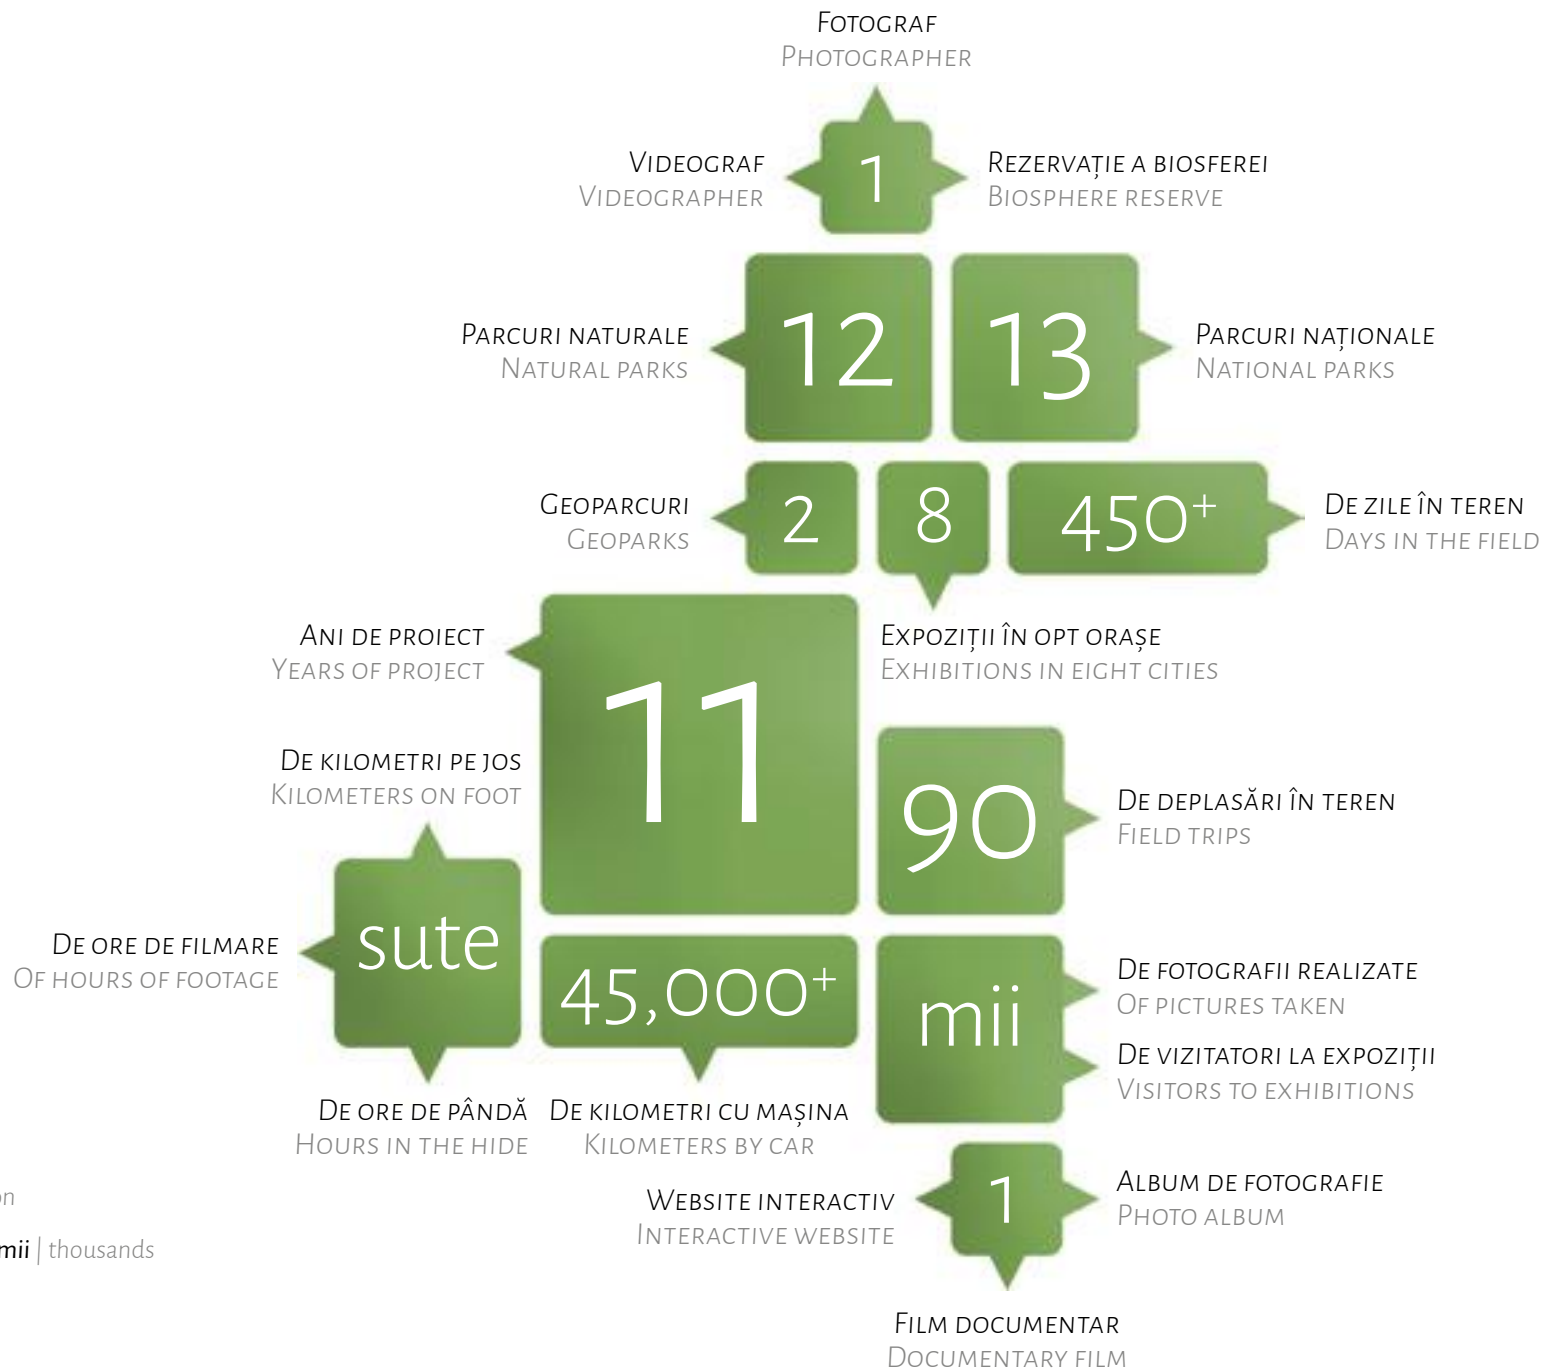 Fotograf
Photographer
1
Videograf
Videographer
Rezervație a biosferei
Biosphere reserve
12
13
Parcuri naturale
Natural parks
Parcuri naționale
National parks
2
8
450+
Geoparcuri
Geoparks
De zile în teren
Days in the field
Ani de proiect
Years of project
Expoziții în opt orașe
Exhibitions in eight cities
11
De kilometri pe jos
Kilometers on foot
90
De deplasări în teren
Field trips
sute
De ore de filmare
Of hours of footage
45,000+
mii
De fotografii realizate
Of pictures taken
De vizitatori la expoziții
Visitors to exhibitions
De ore de pândă
Hours in the hide
De kilometri cu mașina
Kilometers by car
1
Website interactiv
Interactive website
Album de fotografie
Photo album
mii | thousands
Film documentar
Documentary film